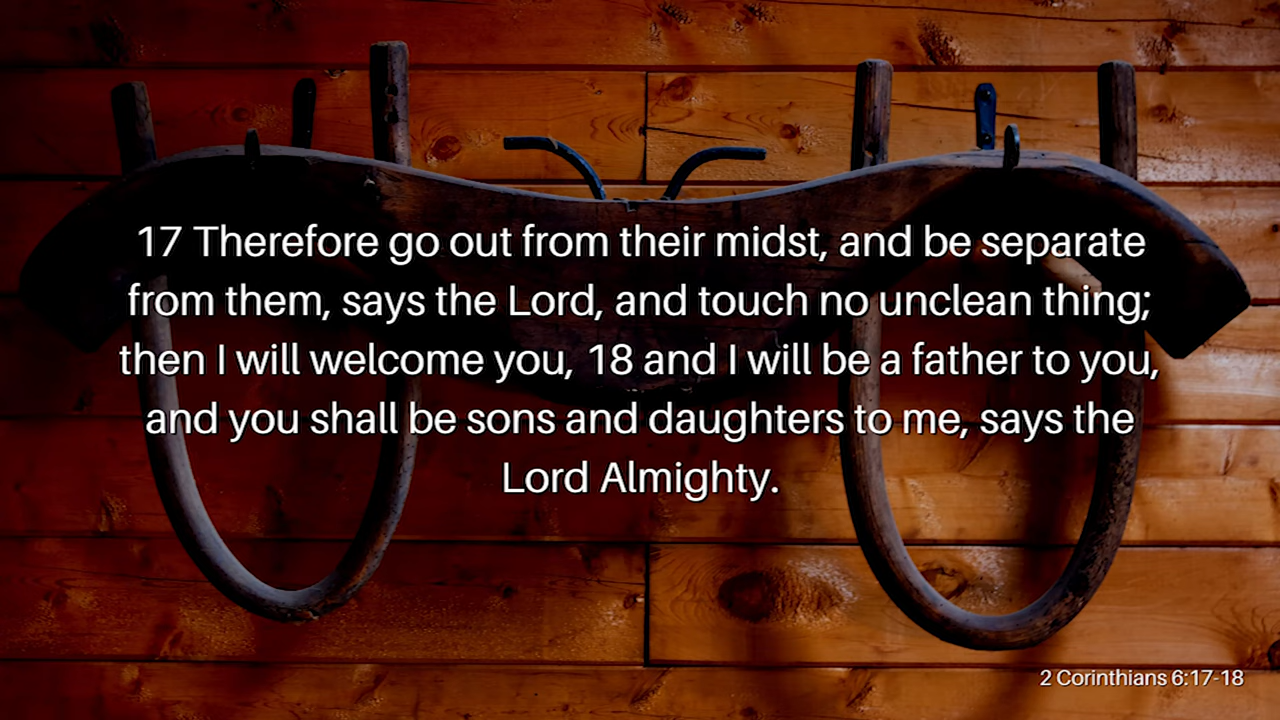 17 Therefore go out from their midst, and be separate
from them, says the Lord, and touch no unclean thing;
then I will welcome you, 18 and I will be a father to you,
and you shall be sons and daughters to me, says the
Lord Almighty.
2 Corinthians 6:17-18